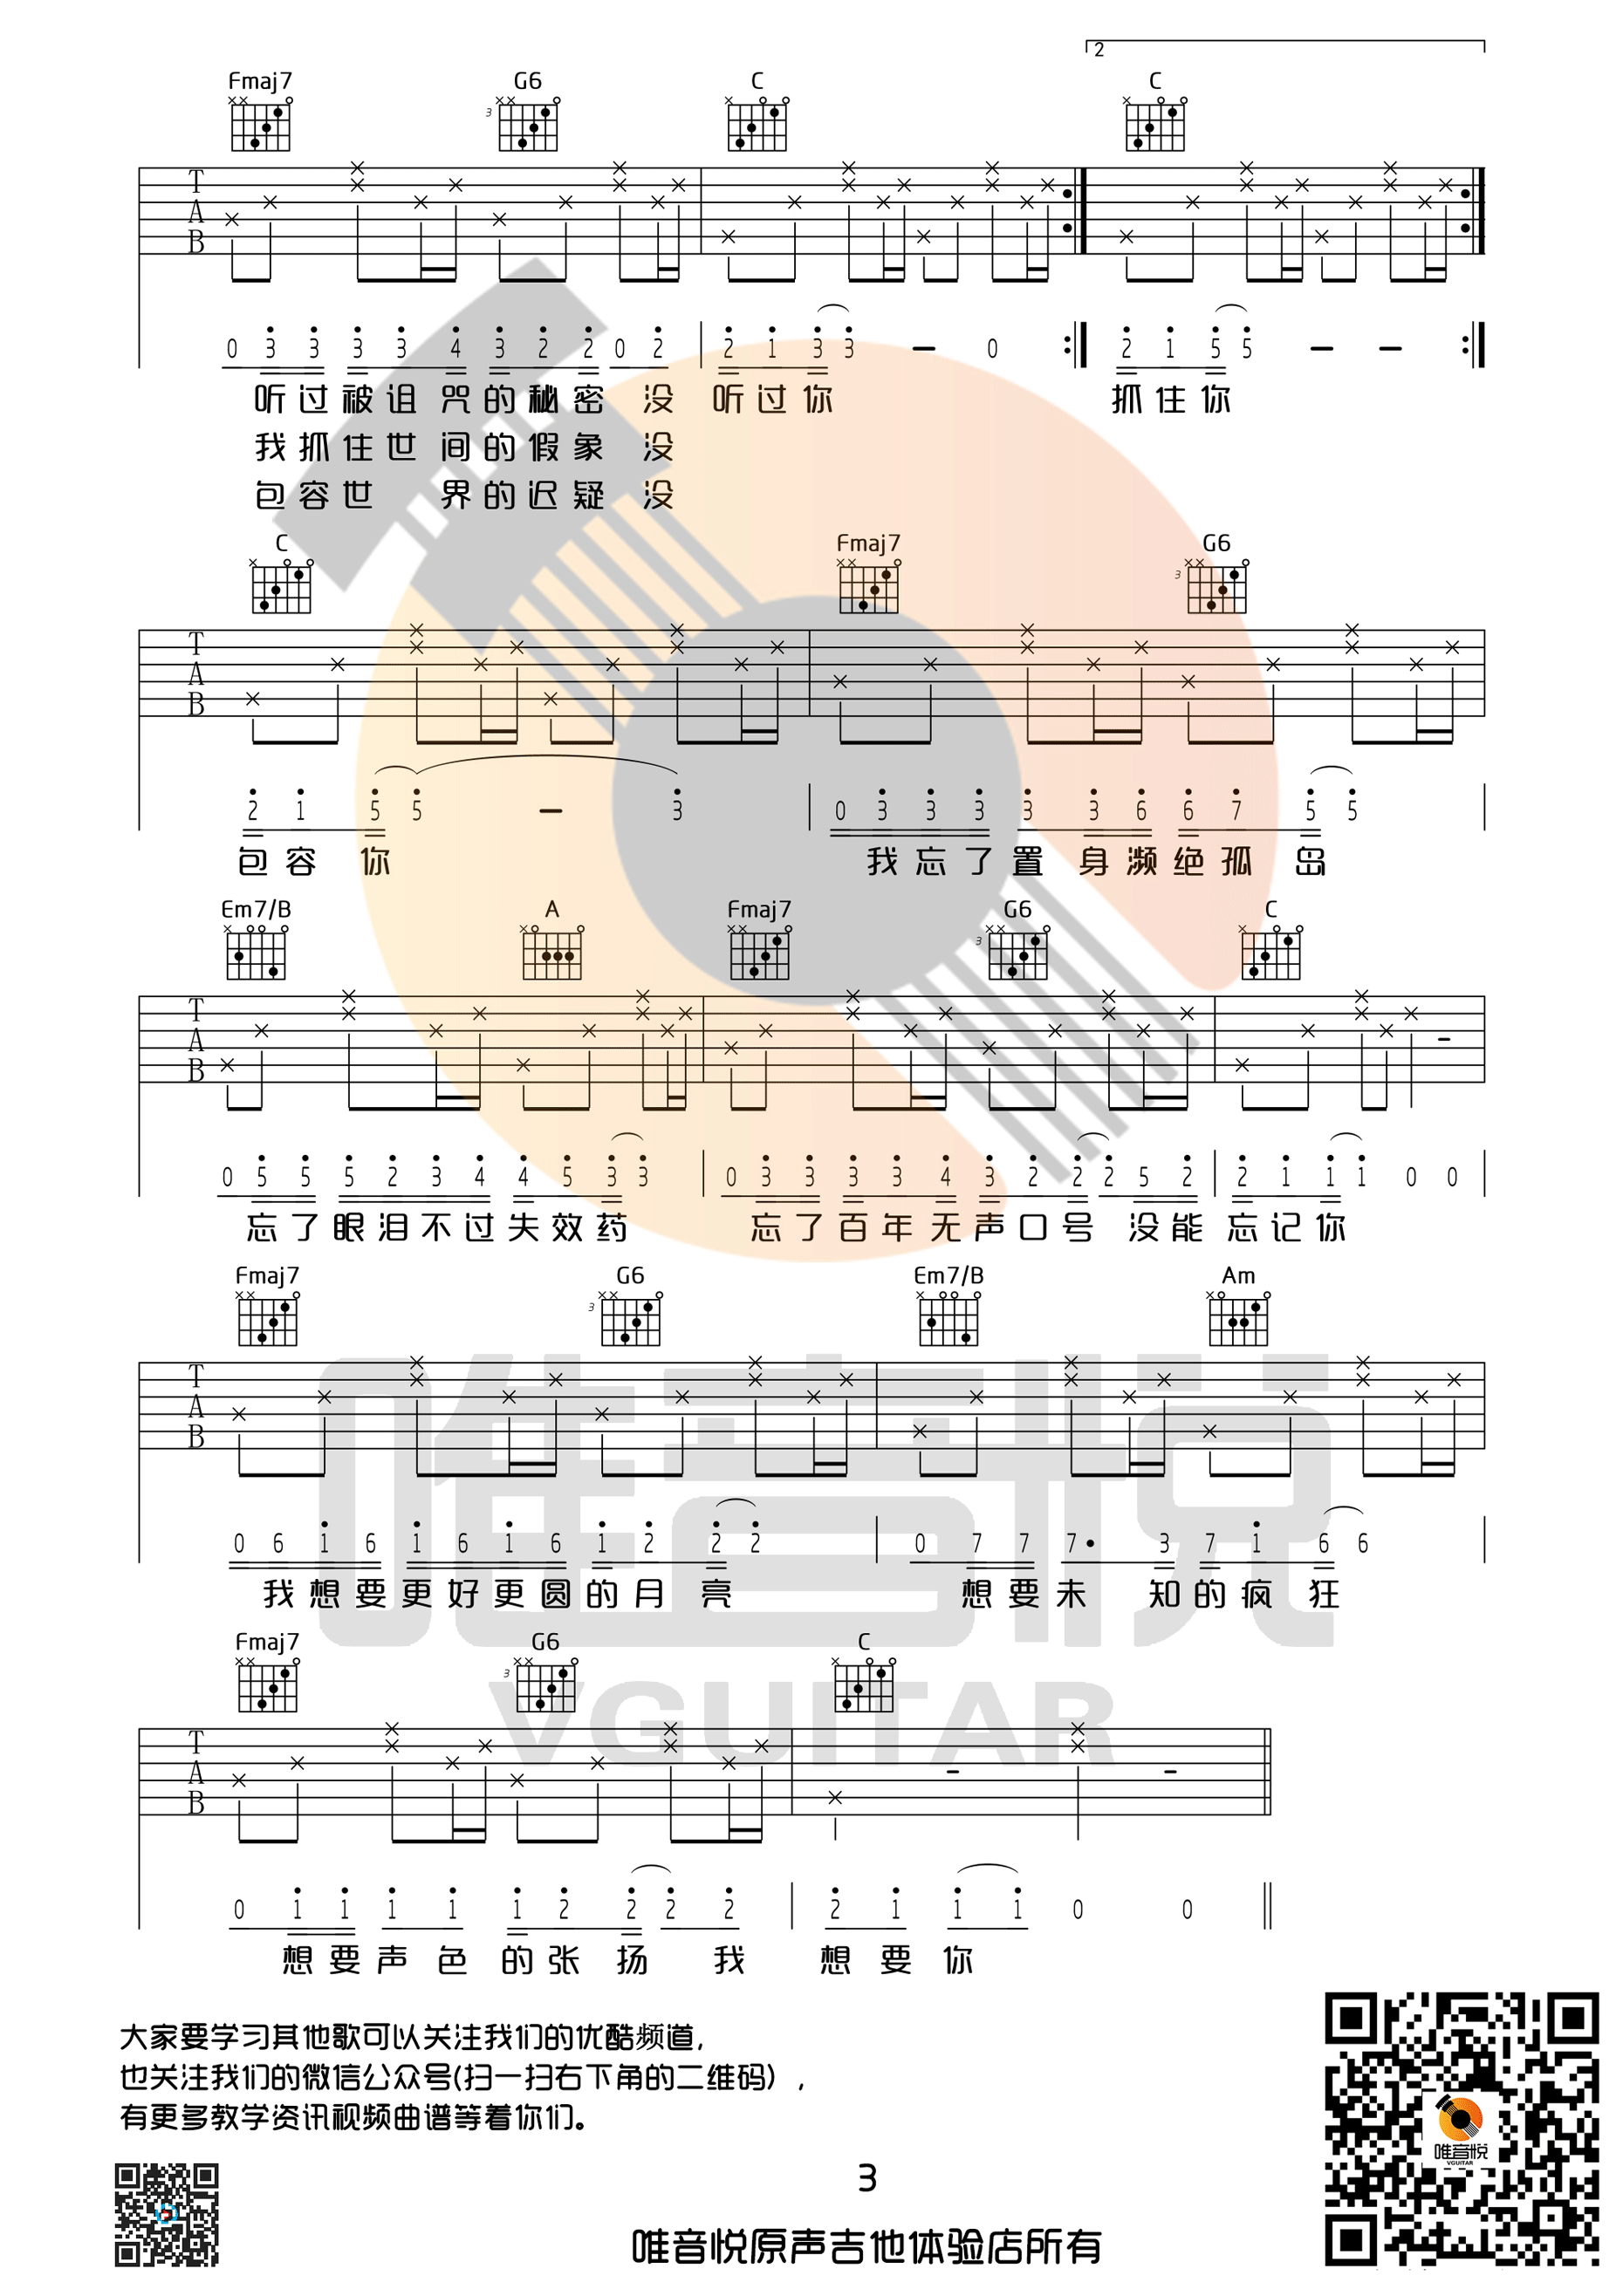 2
Fmaj7 G6 C C
3
T
A
B
0 3 3 3 3 4 3 2 2 0 2 2 1 3 3 – 0 2 1 5 5 – –
听过被诅咒的秘密 没 听过你 抓住你
我抓住世间的假象 没
包容世 界的迟疑 没
C Fmaj7 G6
3
T
A
B
2 1 5 5 – 3 0 3 3 3 3 3 6 6 7 5 5
包容 你 我忘了置 身濒绝孤 岛
Em7/B A Fmaj7 G6 C
3
T
A
B
0 5 5 5 2 3 4 4 5 3 3 0 3 3 3 3 4 3 2 2 2 5 2 2 1 1 1 0 0
忘了眼泪不过失效药 忘了百年无声口号 没能 忘记你
Fmaj7 G6 Em7/B Am
3
T
A
B
0 6 1 6 1 6 1 6 1 2 2 2 0 7 7 7• 3 7 1 6 6
我想要更好更圆的月 亮 想要未 知的疯 狂
Fmaj7 G6 C
3
T
A
B
0 1 1 1 1 1 2 2 2 2 2 1 1 1 0 0
想要声 色 的张 扬 我 想要你
唯音悦
VGUITAR
大家要学习其他歌可以关注我们的优酷频道,
也关注我们的微信公众号(扫一扫右下角的二维码) ,
有更多教学资讯视频曲谱等着你们。
唯音悦
VGUITAR
3
唯音悦原声吉他体验店所有